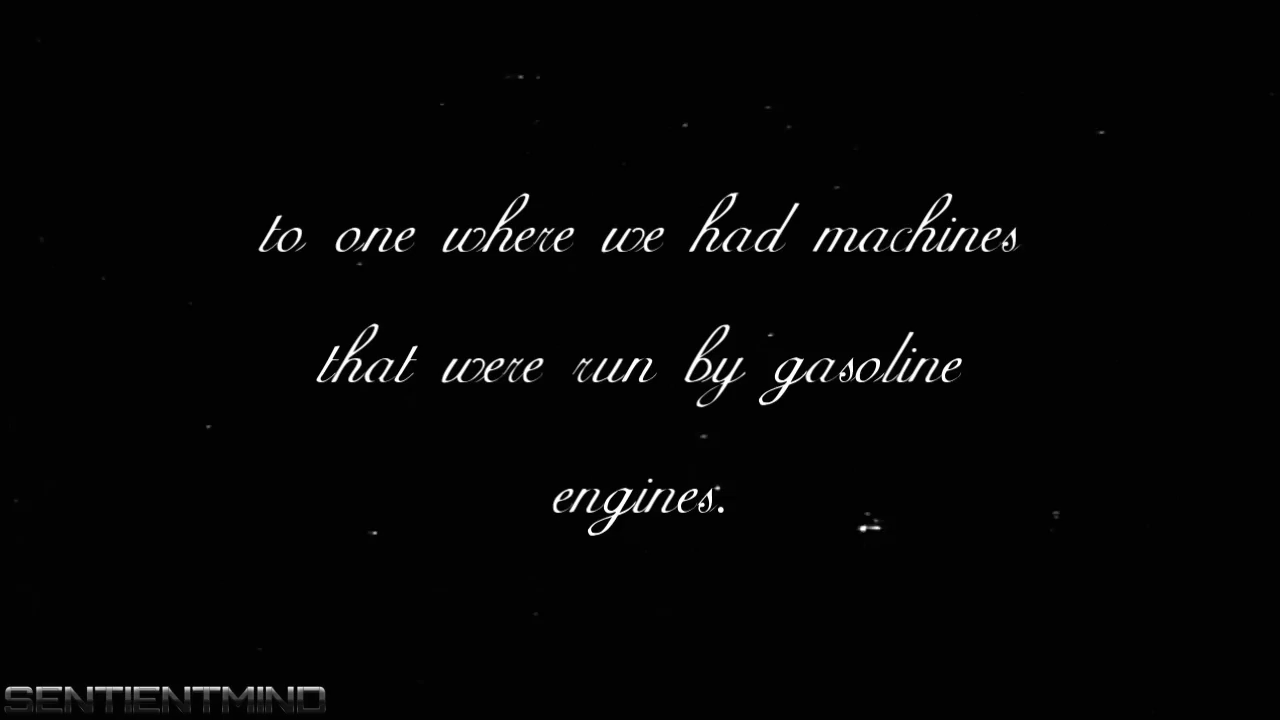 to one where we had machines
that were run by gasoline
engines.
SENTIENTMIND